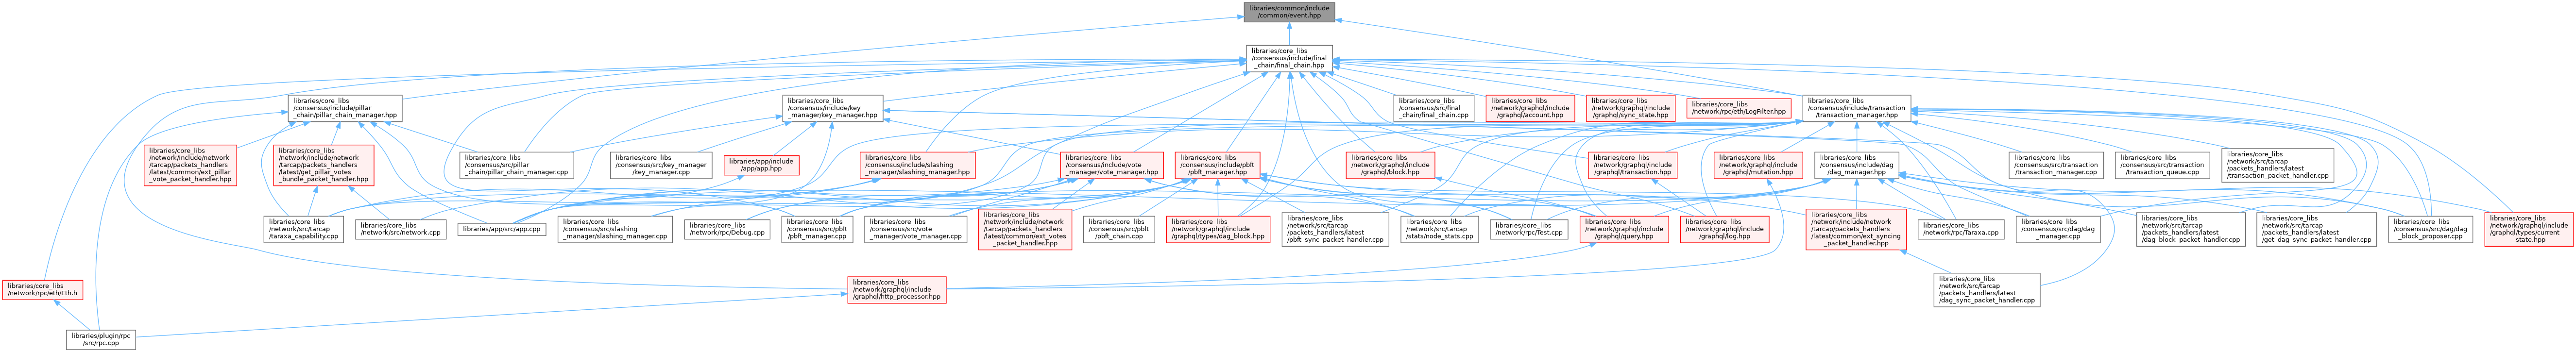 libraries/common/include
/common/event.hpp
libraries/core_libs
/consensus/include/final
_chain/final_chain.hpp
libraries/core_libs
/consensus/include/pillar
_chain/pillar_chain_manager.hpp
libraries/core_libs
/consensus/include/key
_manager/key_manager.hpp
libraries/core_libs
/consensus/src/final
_chain/final_chain.cpp
libraries/core_libs
/network/graphql/include
/graphql/account.hpp
libraries/core_libs
/network/graphql/include
/graphql/sync_state.hpp
libraries/core_libs
/network/rpc/eth/LogFilter.hpp
libraries/core_libs
/consensus/include/transaction
/transaction_manager.hpp
libraries/core_libs
/network/include/network
/tarcap/packets_handlers
/latest/common/ext_pillar
_vote_packet_handler.hpp
libraries/core_libs
/network/include/network
/tarcap/packets_handlers
/latest/get_pillar_votes
_bundle_packet_handler.hpp
libraries/core_libs
/consensus/src/pillar
_chain/pillar_chain_manager.cpp
libraries/core_libs
/consensus/src/key_manager
/key_manager.cpp
libraries/app/include
/app/app.hpp
libraries/core_libs
/consensus/include/slashing
_manager/slashing_manager.hpp
libraries/core_libs
/consensus/include/vote
_manager/vote_manager.hpp
libraries/core_libs
/consensus/include/pbft
/pbft_manager.hpp
libraries/core_libs
/network/graphql/include
/graphql/block.hpp
libraries/core_libs
/network/graphql/include
/graphql/transaction.hpp
libraries/core_libs
/network/graphql/include
/graphql/mutation.hpp
libraries/core_libs
/consensus/include/dag
/dag_manager.hpp
libraries/core_libs
/consensus/src/transaction
/transaction_manager.cpp
libraries/core_libs
/consensus/src/transaction
/transaction_queue.cpp
libraries/core_libs
/network/src/tarcap
/packets_handlers/latest
/transaction_packet_handler.cpp
libraries/core_libs
/network/src/tarcap
/taraxa_capability.cpp
libraries/core_libs
/network/src/network.cpp
libraries/app/src/app.cpp
libraries/core_libs
/consensus/src/slashing
_manager/slashing_manager.cpp
libraries/core_libs
/network/rpc/Debug.cpp
libraries/core_libs
/consensus/src/pbft
/pbft_manager.cpp
libraries/core_libs
/consensus/src/vote
_manager/vote_manager.cpp
libraries/core_libs
/network/include/network
/tarcap/packets_handlers
/latest/common/ext_votes
_packet_handler.hpp
libraries/core_libs
/consensus/src/pbft
/pbft_chain.cpp
libraries/core_libs
/network/graphql/include
/graphql/types/dag_block.hpp
libraries/core_libs
/network/src/tarcap
/packets_handlers/latest
/pbft_sync_packet_handler.cpp
libraries/core_libs
/network/src/tarcap
/stats/node_stats.cpp
libraries/core_libs
/network/rpc/Test.cpp
libraries/core_libs
/network/graphql/include
/graphql/query.hpp
libraries/core_libs
/network/graphql/include
/graphql/log.hpp
libraries/core_libs
/network/include/network
/tarcap/packets_handlers
/latest/common/ext_syncing
_packet_handler.hpp
libraries/core_libs
/network/rpc/Taraxa.cpp
libraries/core_libs
/consensus/src/dag/dag
_manager.cpp
libraries/core_libs
/network/src/tarcap
/packets_handlers/latest
/dag_block_packet_handler.cpp
libraries/core_libs
/network/src/tarcap
/packets_handlers/latest
/get_dag_sync_packet_handler.cpp
libraries/core_libs
/consensus/src/dag/dag
_block_proposer.cpp
libraries/core_libs
/network/graphql/include
/graphql/types/current
_state.hpp
libraries/core_libs
/network/rpc/eth/Eth.h
libraries/core_libs
/network/graphql/include
/graphql/http_processor.hpp
libraries/core_libs
/network/src/tarcap
/packets_handlers/latest
/dag_sync_packet_handler.cpp
libraries/plugin/rpc
/src/rpc.cpp